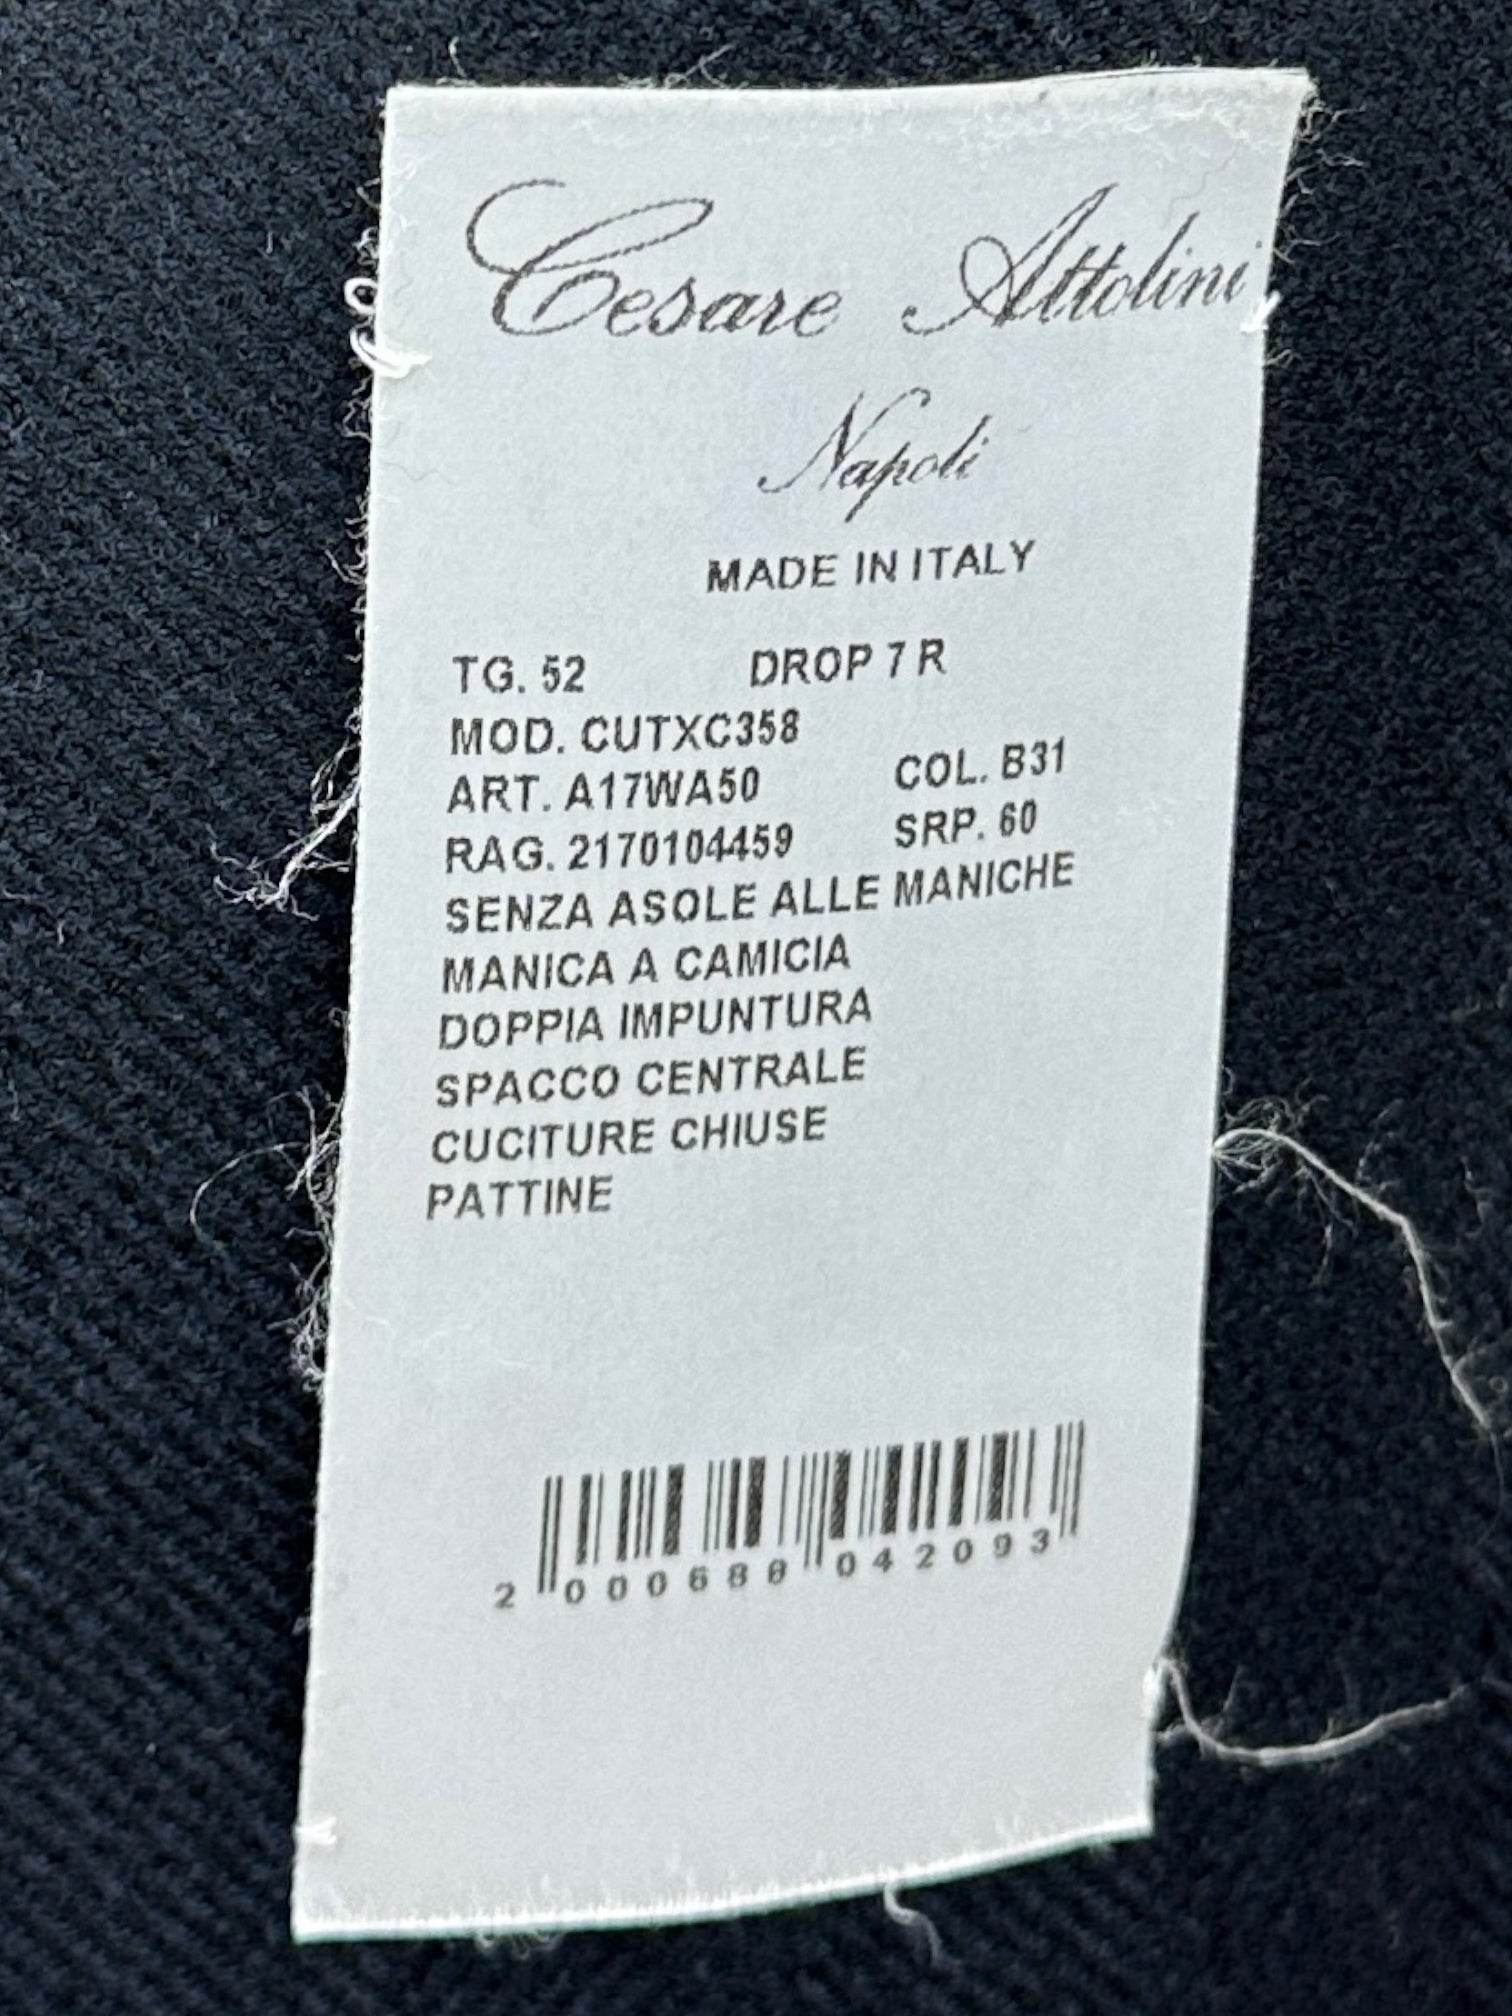 Cesare Attolini
Napoli
MADE IN ITALY
TG. 52 DROP 7 R
MOD. CUTXC358
ART. A17WA50 COL. B31
RAG. 2170104459 SRP. 60
SENZA ASOLE ALLE MANICHE
MANICA A CAMICIA
DOPPIA IMPUNTURA
SPACCO CENTRALE
CUCITURE CHIUSE
PATTINE
2 000688 042093